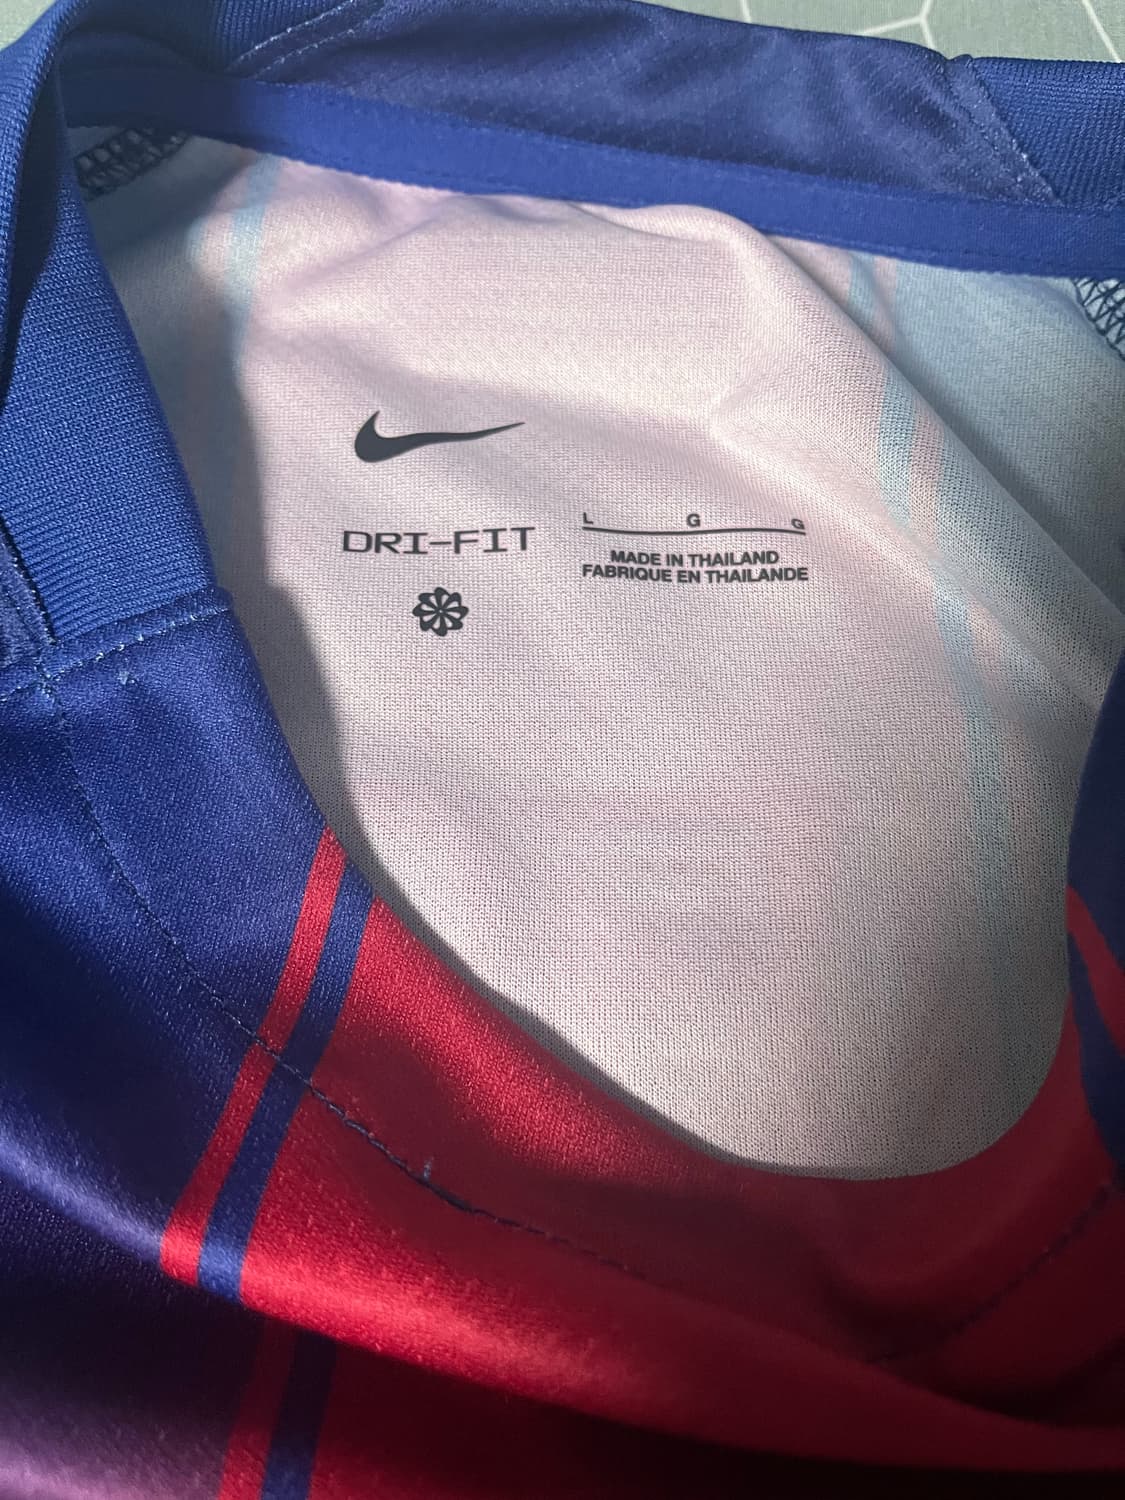 DRI-FIT
L G G
MADE IN THAILAND
FABRIQUE EN THAILANDE